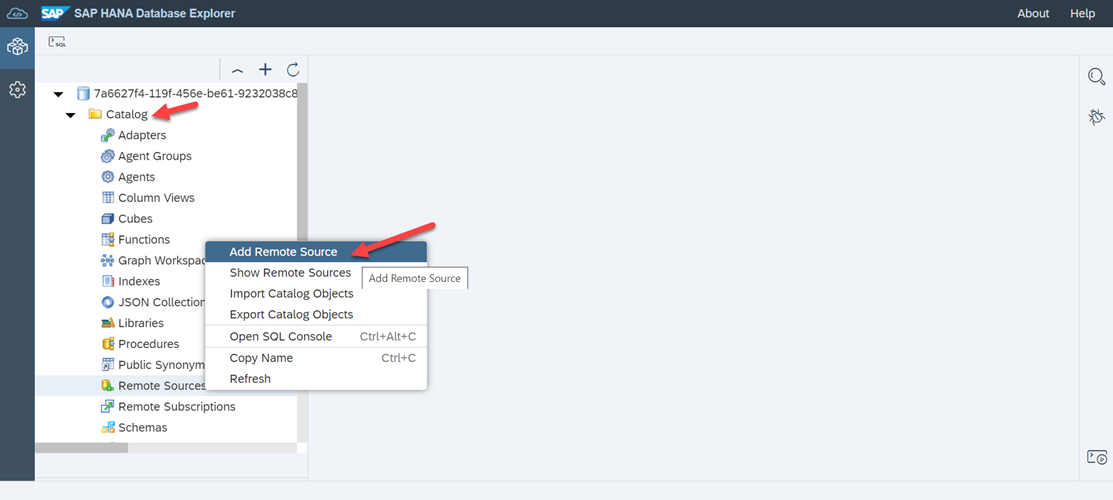 SAP SAP HANA Database Explorer
About Help
SQL
7a6627f4-119f-456e-be61-9232038c8
Catalog
Adapters
Agent Groups
Agents
Column Views
Cubes
Functions
Graph Workspac
Indexes
JSON Collection
Libraries
Procedures
Public Synonym
Remote Sources
Remote Subscriptions
Schemas
Add Remote Source
Show Remote Sources
Import Catalog Objects
Export Catalog Objects
Open SQL Console Ctrl+Alt+C
Copy Name Ctrl+C
Refresh
Add Remote Source